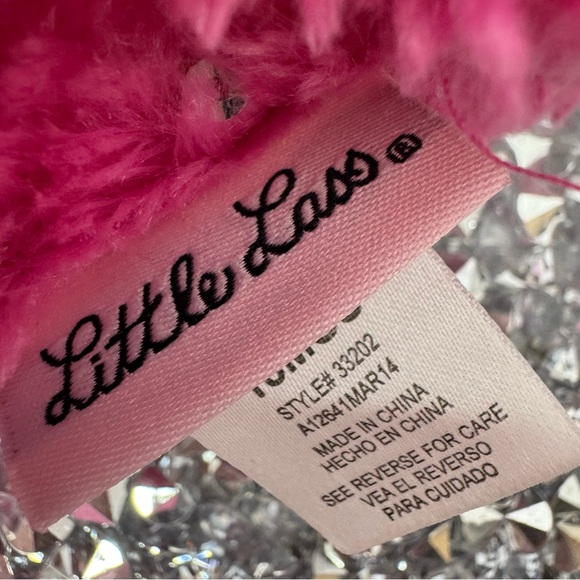 Little Lass®
STYLE# 33202
A12641MAR14
MADE IN CHINA
HECHO EN CHINA
SEE REVERSE FOR CARE
VEA EL REVERSO
PARA CUIDADO